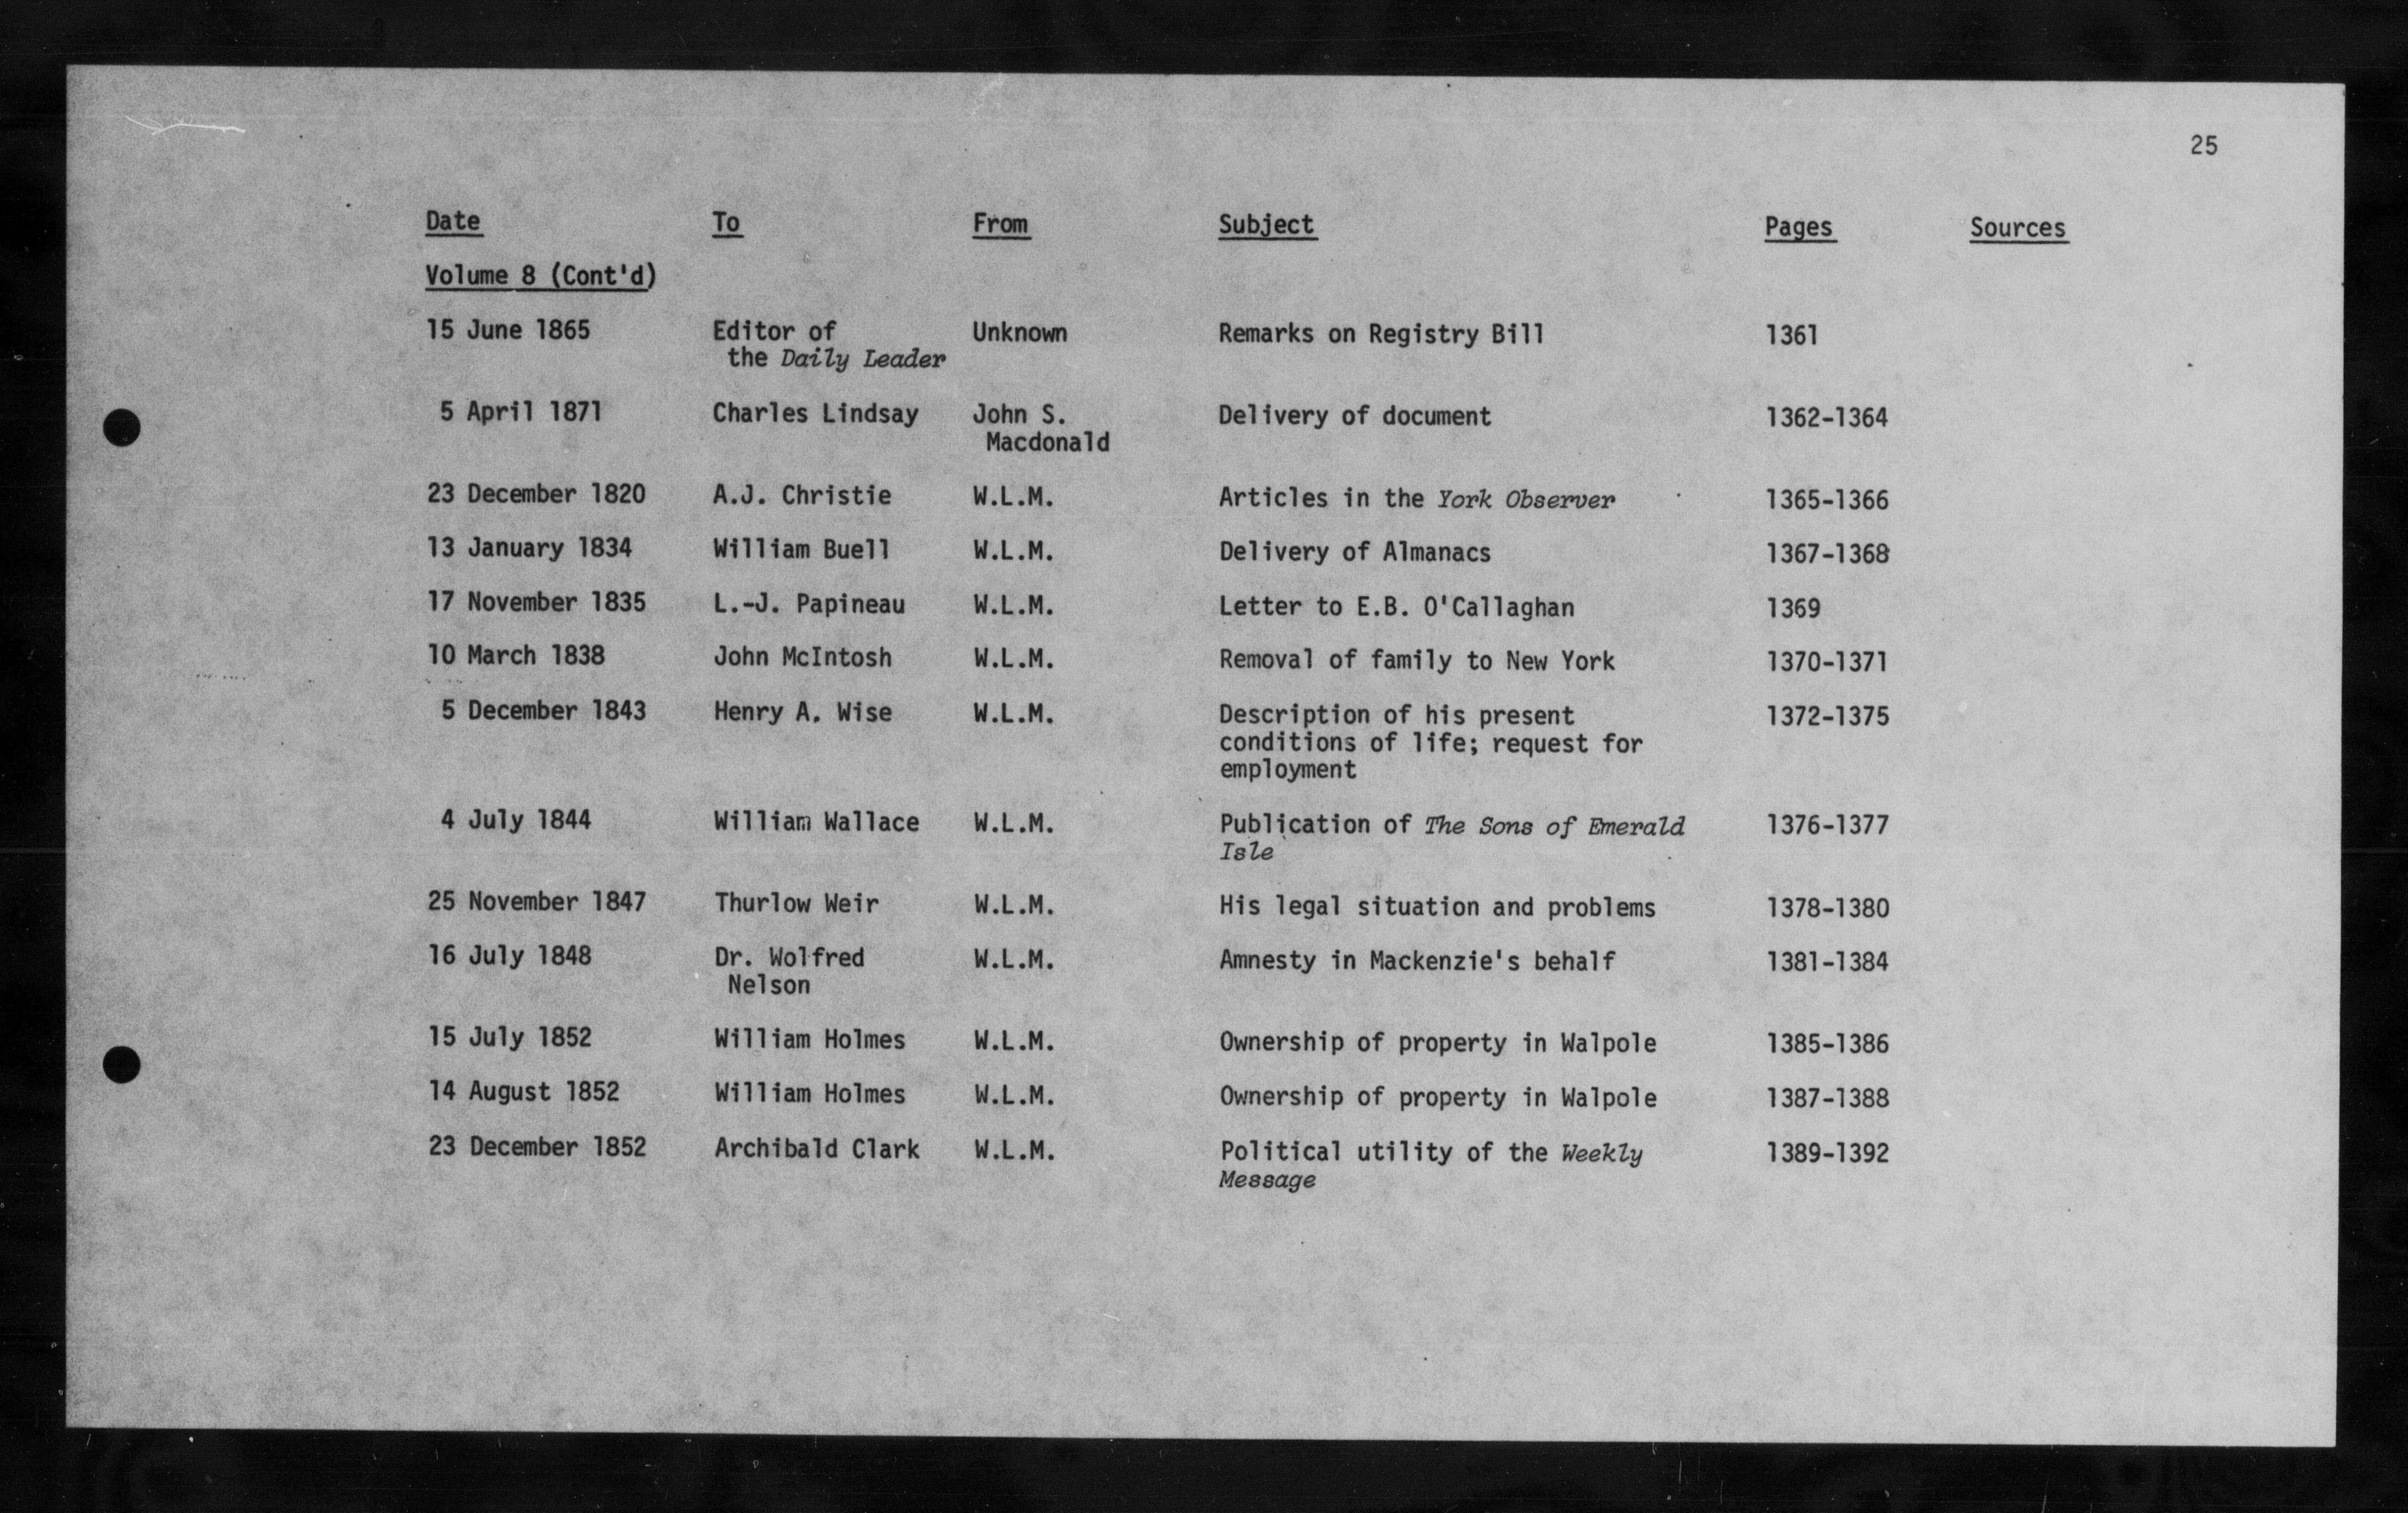 25
Date To From Subject Pages Sources
Volume 8 (Cont'd)
15 June 1865 Editor of Unknown Remarks on Registry Bill 1361
the Daily Leader
5 April 1871 Charles Lindsay John S. Delivery of document 1362-1364
Macdonald
23 December 1820 A.J. Christie W.L.M. Articles in the York Observer 1365-1366
13 January 1834 William Buell W.L.M. Delivery of Almanacs 1367-1368
17 November 1835 L.-J. Papineau W.L.M. Letter to E.B. O'Callaghan 1369
10 March 1838 John McIntosh W.L.M. Removal of family to New York 1370-1371
5 December 1843 Henry A. Wise W.L.M. Description of his present 1372-1375
conditions of life; request for
employment
4 July 1844 William Wallace W.L.M. Publication of The Sons of Emerald 1376-1377
Isle
25 November 1847 Thurlow Weir W.L.M. His legal situation and problems 1378-1380
16 July 1848 Dr. Wolfred W.L.M. Amnesty in Mackenzie's behalf 1381-1384
Nelson
15 July 1852 William Holmes W.L.M. Ownership of property in Walpole 1385-1386
14 August 1852 William Holmes W.L.M. Ownership of property in Walpole 1387-1388
23 December 1852 Archibald Clark W.L.M. Political utility of the Weekly 1389-1392
Message